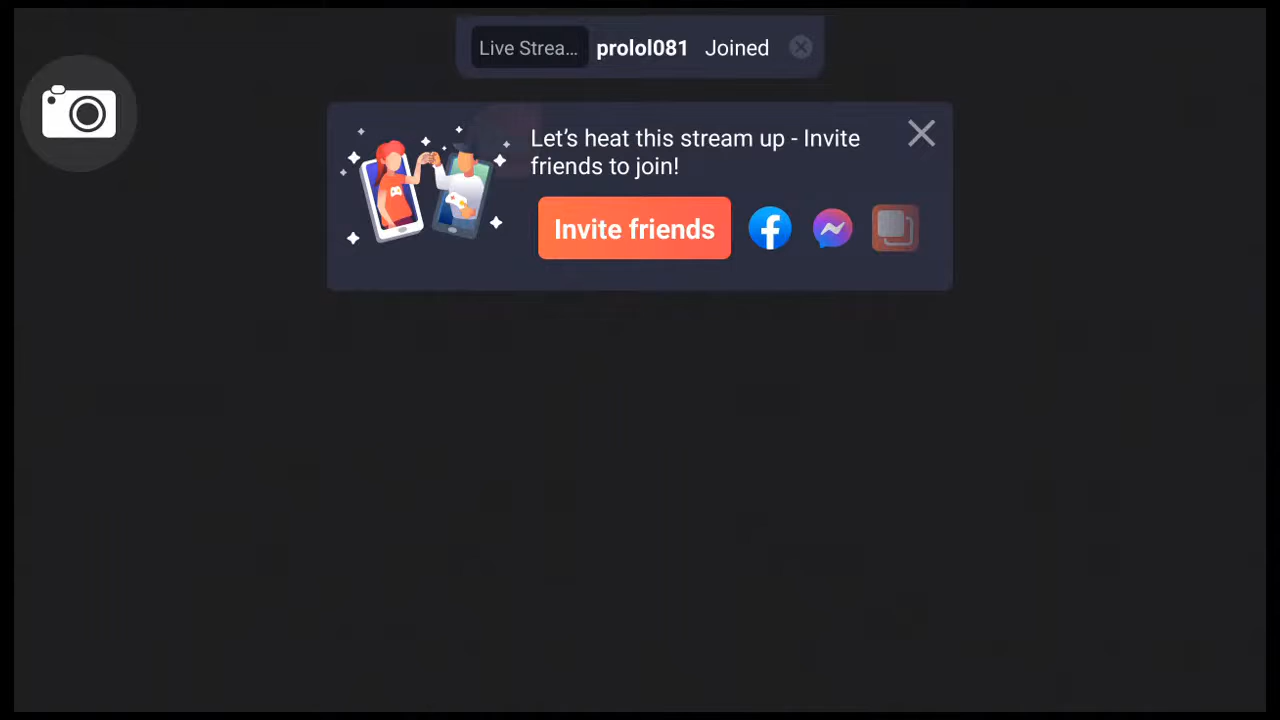 Live Strea... prolol081 Joined
Let's heat this stream up - Invite
friends to join!
Invite friends